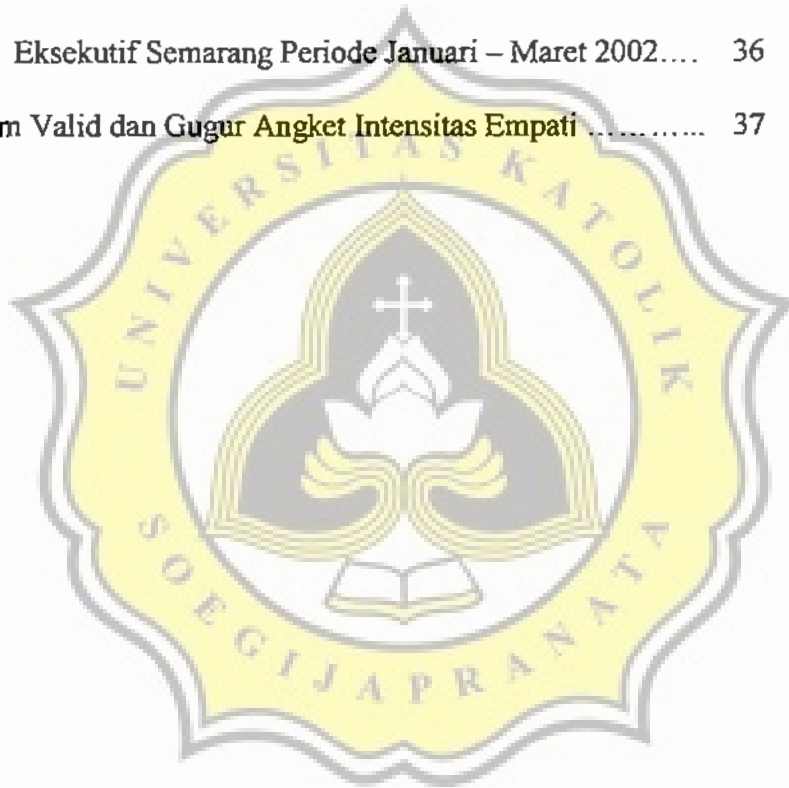 Eksekutif Semarang Periode Januari – Maret 2002.... 36
m Valid dan Gugur Angket Intensitas Empati ............ 37
UNIVERSITAS KATOLIK
SOEGIJAPRANATA